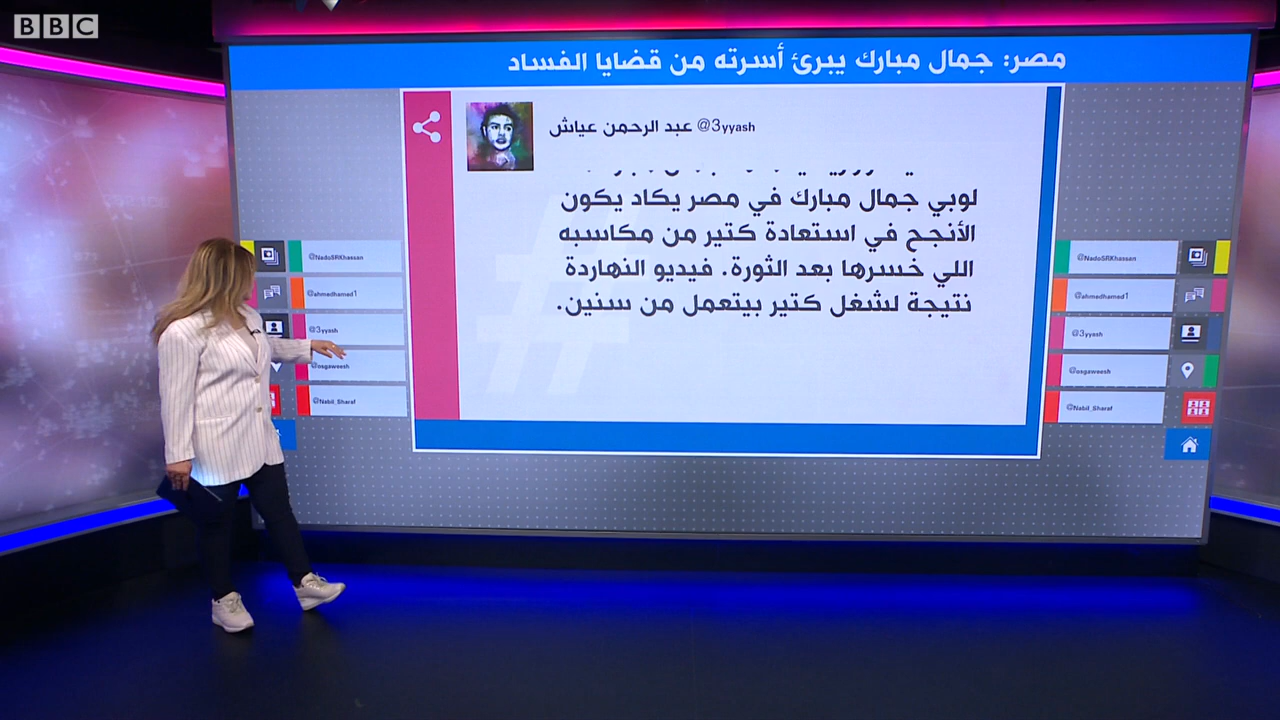 BBC
مصر: جمال مبارك يبرئ أسرته من قضايا الفساد
عبد الرحمن عياش @3yyash
لوبي جمال مبارك في مصر يكاد يكون
الأنجح في استعادة كتير من مكاسبه
اللي خسرها بعد الثورة. فيديو النهاردة
نتيجة لشغل كتير بيتعمل من سنين.
@NadoSRKhassan
@ahmedhamed1
@3yyash
@osgaweesh
@Nabil_Sharaf
@NadoSRKhassan
@ahmedhamed1
@3yyash
@osgaweesh
@Nabil_Sharaf